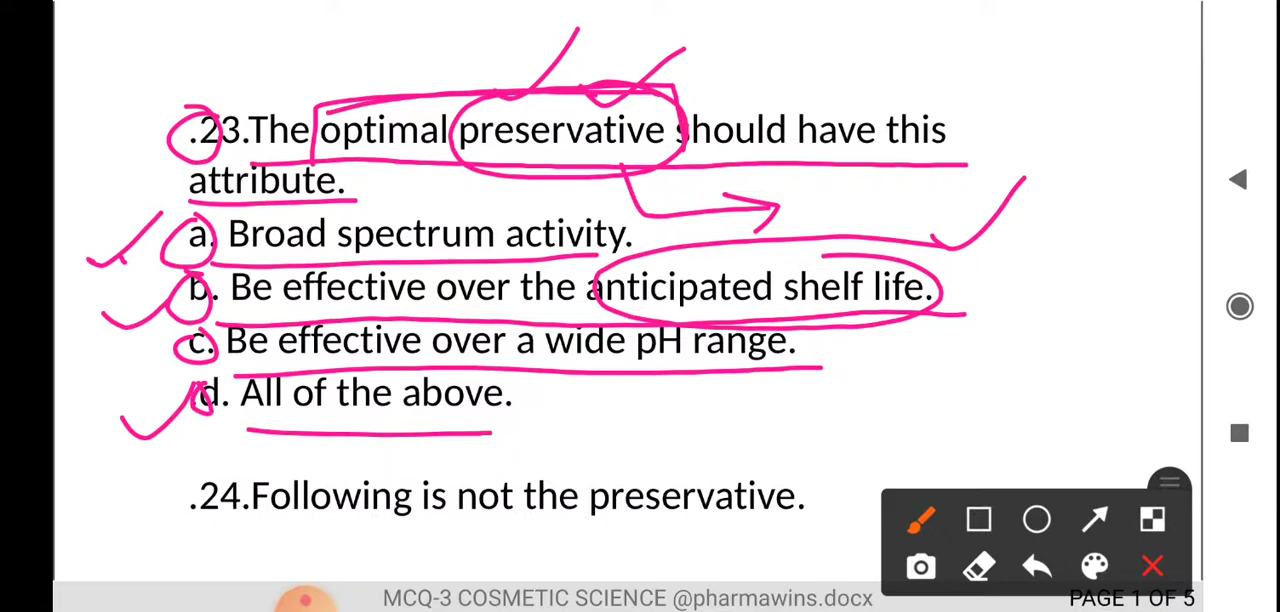 .23.The optimal preservative should have this
attribute.
a. Broad spectrum activity.
b. Be effective over the anticipated shelf life.
c. Be effective over a wide pH range.
.d. All of the above.
.24.Following is not the preservative.
MCQ-3 COSMETIC SCIENCE @pharmawins.docx
PAGE 1 OF 5